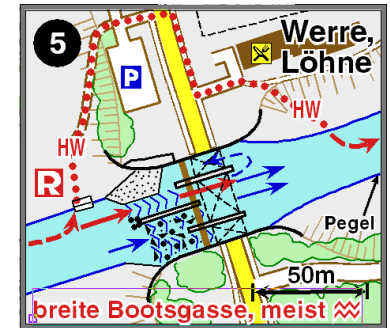 5
Werre,
Löhne
P
HW
HW
R
Pegel
50m
breite Bootsgasse, meist